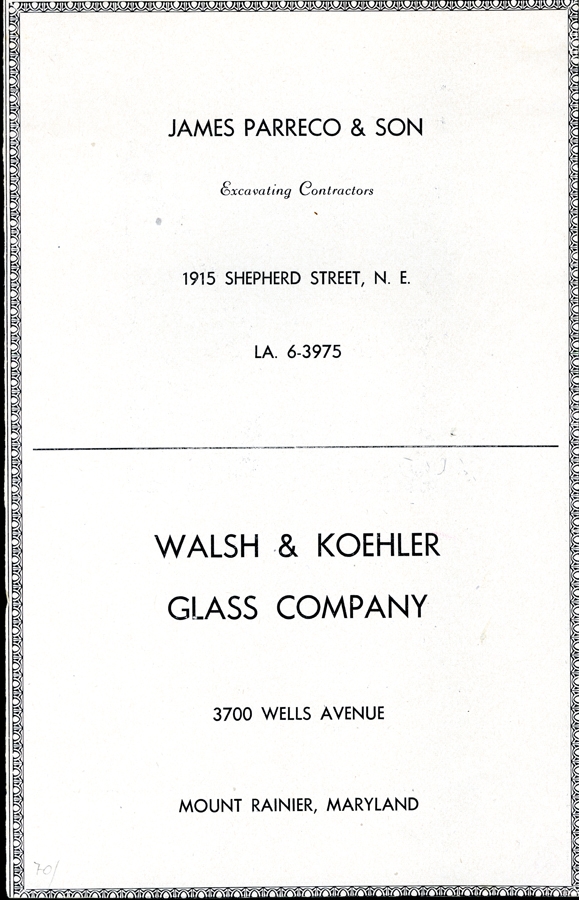 JAMES PARRECO & SON
Excavating Contractors
1915 SHEPHERD STREET, N. E.
LA. 6-3975
WALSH & KOEHLER
GLASS COMPANY
3700 WELLS AVENUE
MOUNT RAINIER, MARYLAND
70/